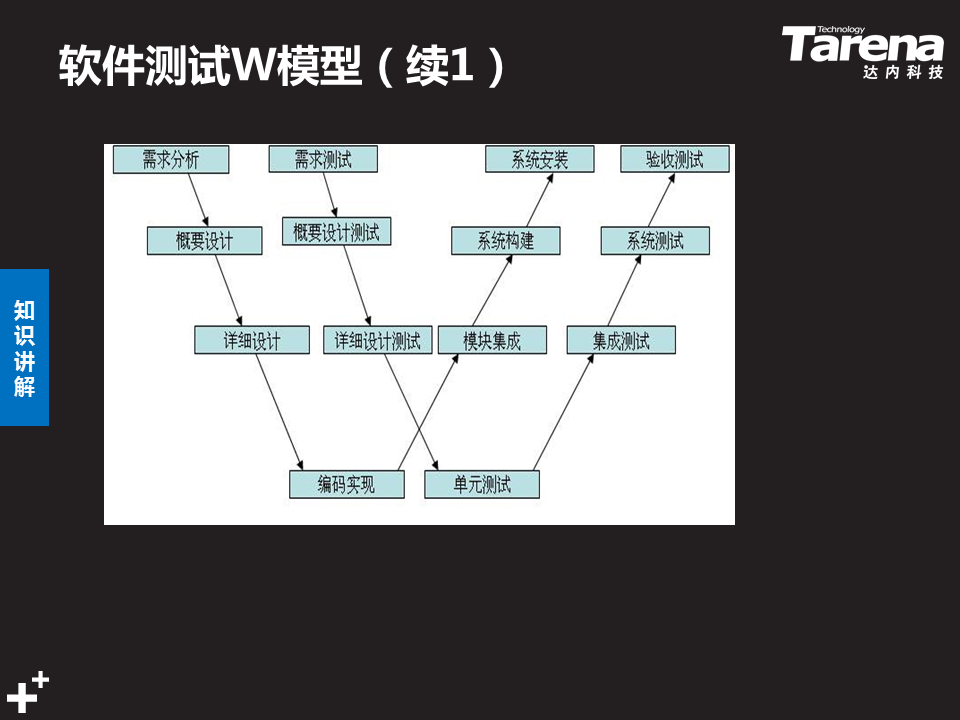 软件测试W模型（续1）
Technology
Tarena
达内科技
需求分析
需求测试
系统安装
验收测试
概要设计
概要设计测试
系统构建
系统测试
知识讲解
详细设计
详细设计测试
模块集成
集成测试
编码实现
单元测试